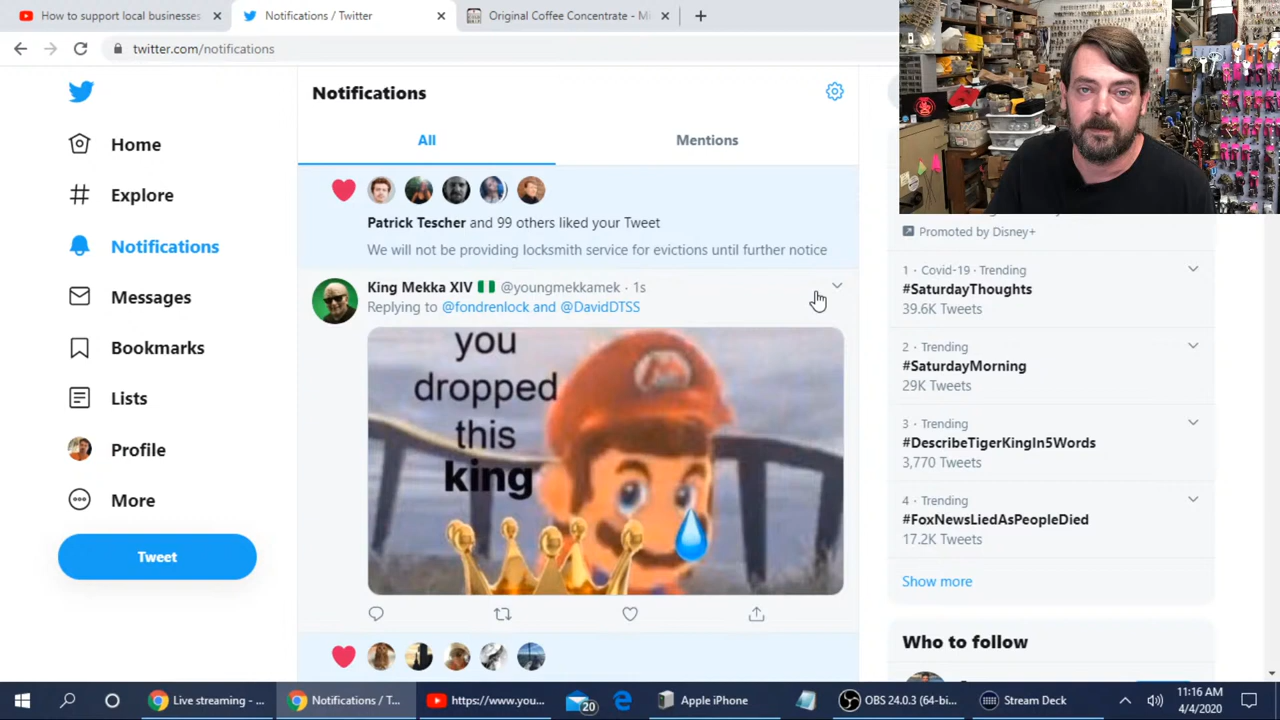 How to support local businesses
Notifications / Twitter
Original Coffee Concentrate - Mi
twitter.com/notifications
Home
Explore
Notifications
Messages
Bookmarks
Lists
Profile
More
Tweet
Notifications
All
Mentions
Patrick Tescher and 99 others liked your Tweet
We will not be providing locksmith service for evictions until further notice
King Mekka XIV @youngmekkamek · 1s
Replying to @fondrenlock and @DavidDTSS
you
dropped
this
king
Promoted by Disney+
1 · Covid-19 · Trending
#SaturdayThoughts
39.6K Tweets
2 · Trending
#SaturdayMorning
29K Tweets
3 · Trending
#DescribeTigerKingIn5Words
3,770 Tweets
4 · Trending
#FoxNewsLiedAsPeopleDied
17.2K Tweets
Show more
Who to follow
Live streaming - ...
Notifications / T...
https://www.you...
20
Apple iPhone
OBS 24.0.3 (64-bi...
Stream Deck
11:16 AM
4/4/2020